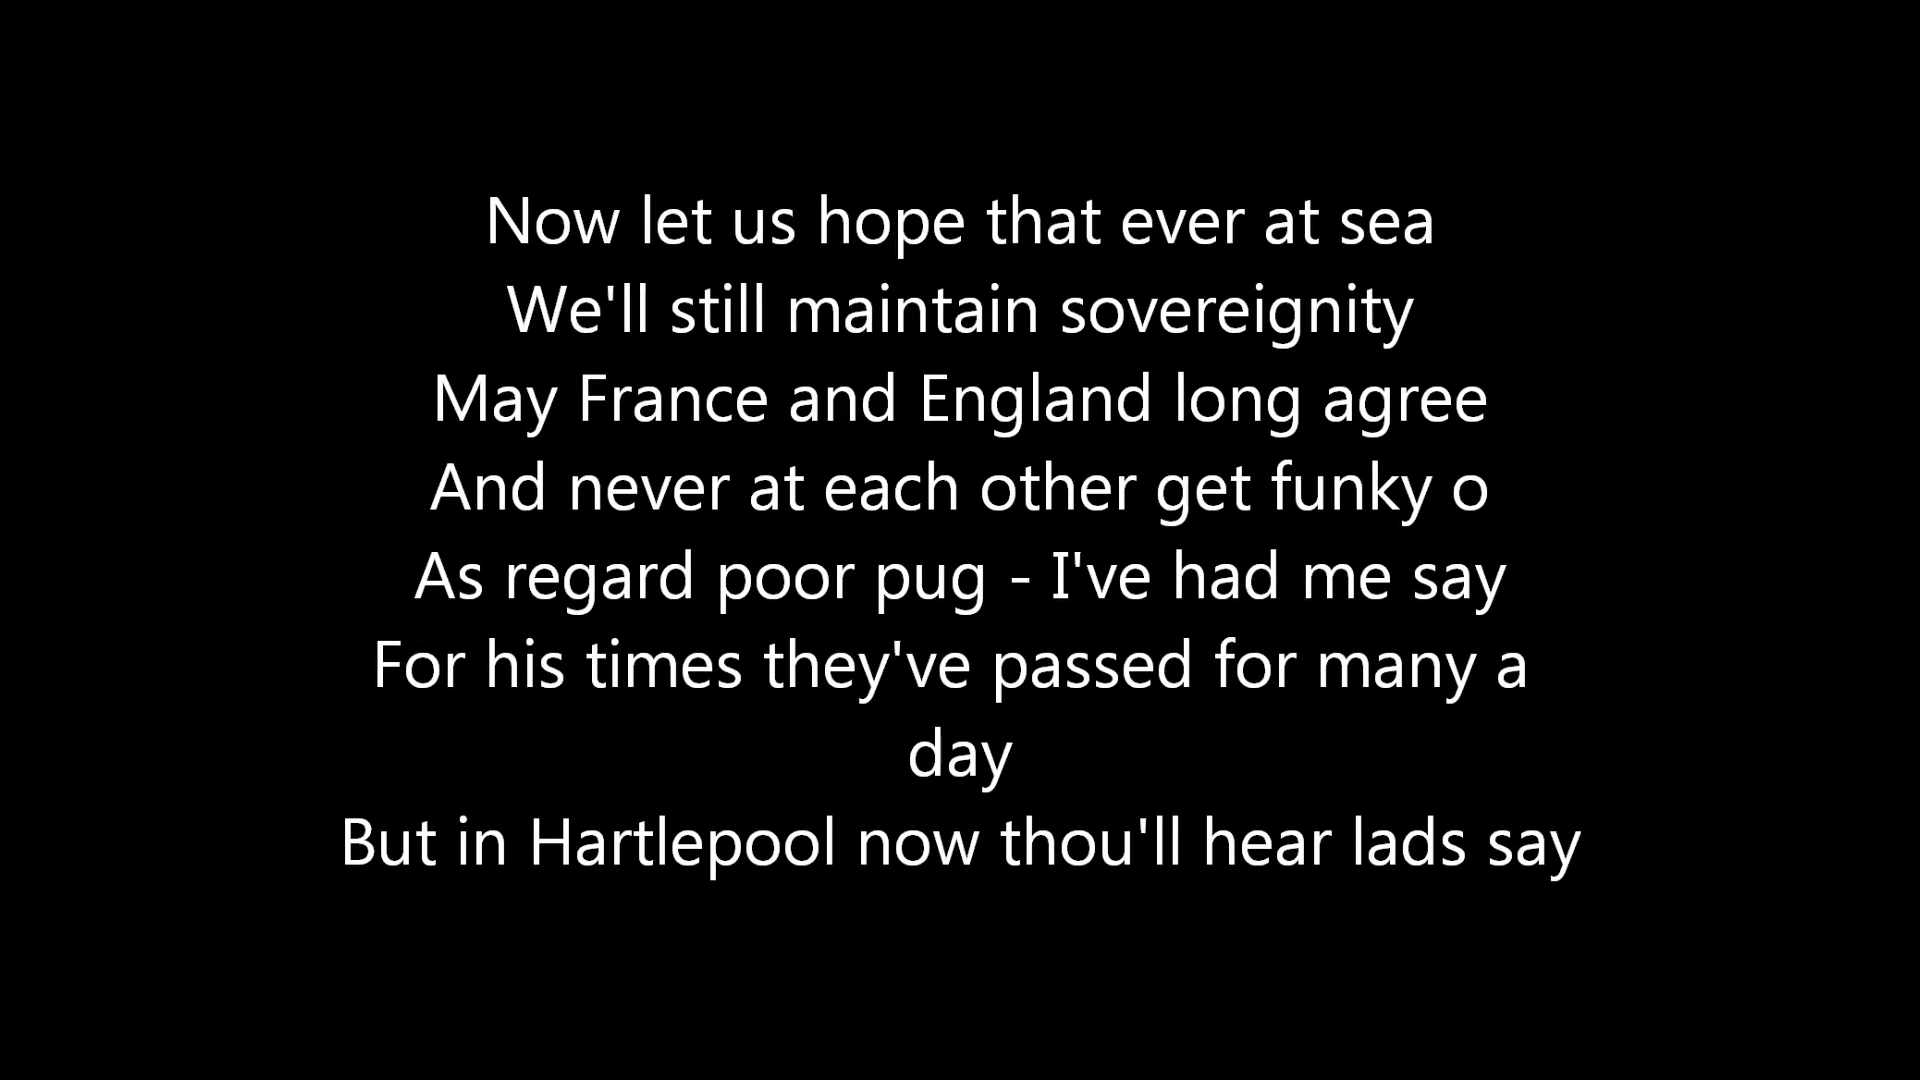 Now let us hope that ever at sea
We'll still maintain sovereignity
May France and England long agree
And never at each other get funky o
As regard poor pug - I've had me say
For his times they've passed for many a
day
But in Hartlepool now thou'll hear lads say